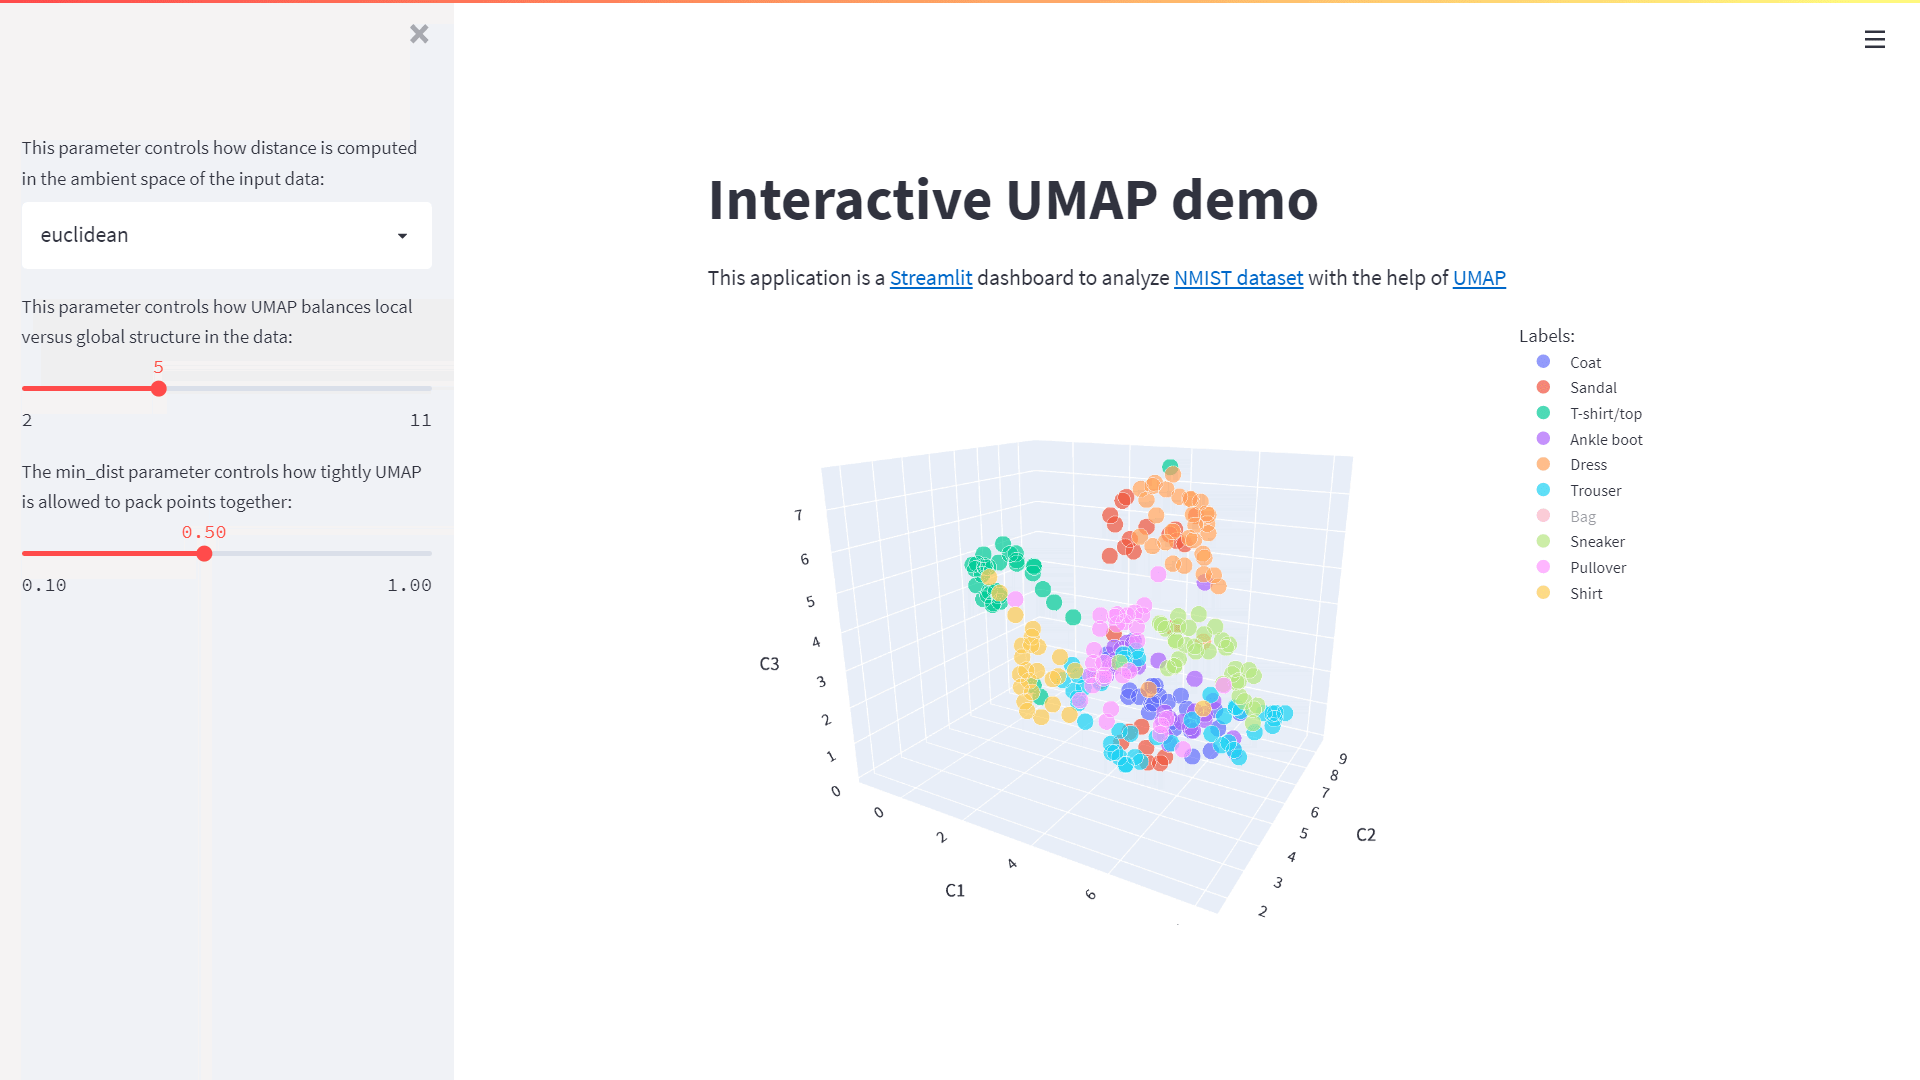 This parameter controls how distance is computed
in the ambient space of the input data:
euclidean
This parameter controls how UMAP balances local
versus global structure in the data:
5
2 11
The min_dist parameter controls how tightly UMAP
is allowed to pack points together:
0.50
0.10 1.00
Interactive UMAP demo
This application is a Streamlit dashboard to analyze NMIST dataset with the help of UMAP
Labels:
Coat
Sandal
T-shirt/top
Ankle boot
Dress
Trouser
Bag
Sneaker
Pullover
Shirt
7
6
5
4
3
2
1
0
C3
0
2
4
6
C1
9
8
7
6
5
4
3
2
C2